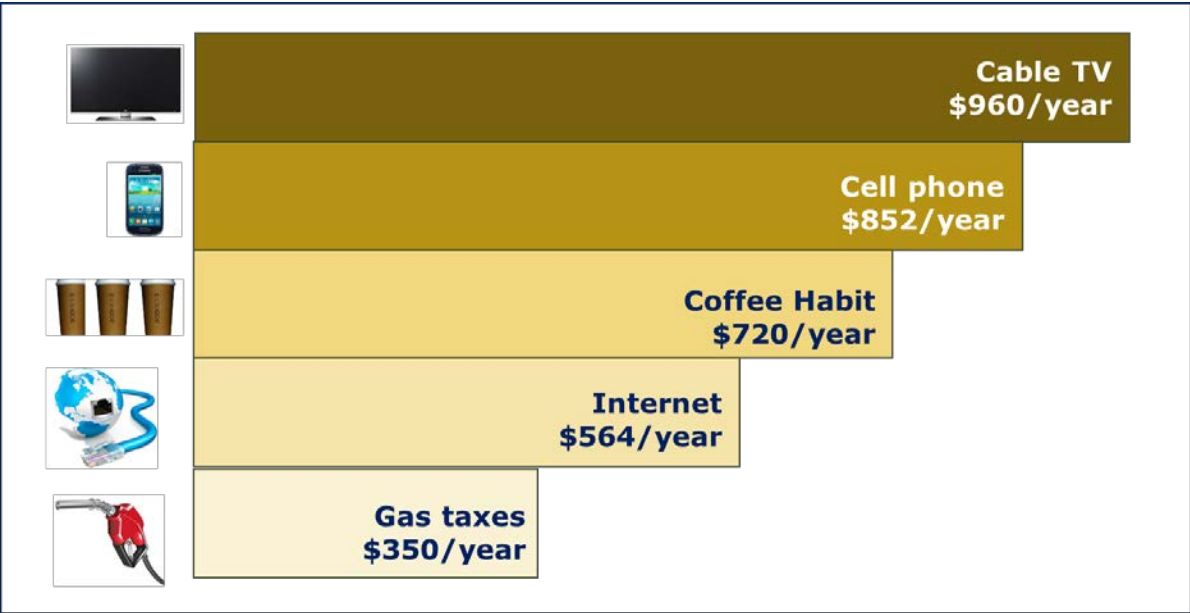 Cable TV
$960/year
Cell phone
$852/year
Coffee Habit
$720/year
Internet
$564/year
Gas taxes
$350/year